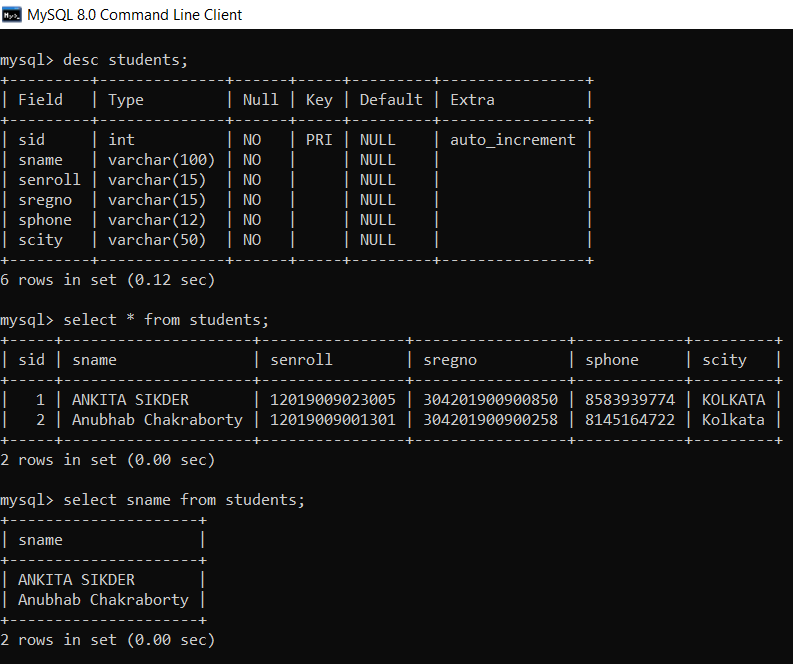 MySQL 8.0 Command Line Client
mysql> desc students;
+---------+--------------+------+-----+---------+----------------+
| Field   | Type         | Null | Key | Default | Extra          |
+---------+--------------+------+-----+---------+----------------+
| sid     | int          | NO   | PRI | NULL    | auto_increment |
| sname   | varchar(100) | NO   |     | NULL    |                |
| senroll | varchar(15)  | NO   |     | NULL    |                |
| sregno  | varchar(15)  | NO   |     | NULL    |                |
| sphone  | varchar(12)  | NO   |     | NULL    |                |
| scity   | varchar(50)  | NO   |     | NULL    |                |
+---------+--------------+------+-----+---------+----------------+
6 rows in set (0.12 sec)
mysql> select * from students;
+-----+---------------------+----------------+-----------------+------------+---------+
| sid | sname               | senroll        | sregno          | sphone     | scity   |
+-----+---------------------+----------------+-----------------+------------+---------+
|   1 | ANKITA SIKDER       | 12019009023005 | 304201900900850 | 8583939774 | KOLKATA |
|   2 | Anubhab Chakraborty | 12019009001301 | 304201900900258 | 8145164722 | Kolkata |
+-----+---------------------+----------------+-----------------+------------+---------+
2 rows in set (0.00 sec)
mysql> select sname from students;
+---------------------+
| sname               |
+---------------------+
| ANKITA SIKDER       |
| Anubhab Chakraborty |
+---------------------+
2 rows in set (0.00 sec)